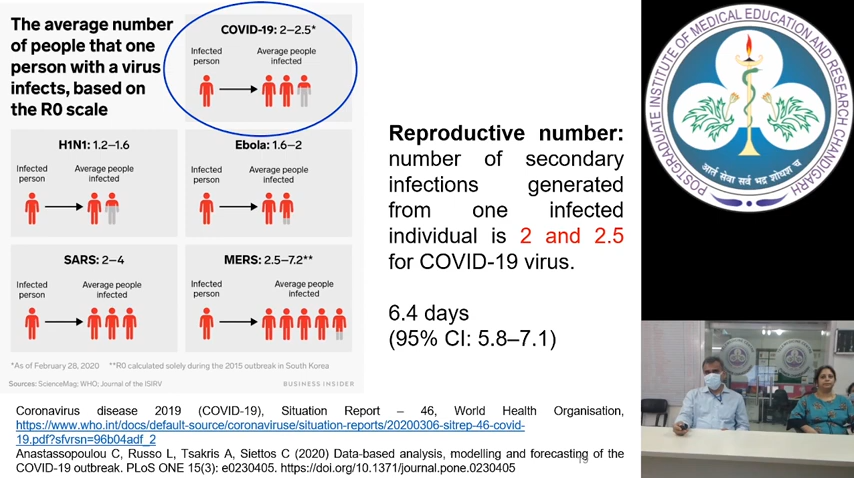 The average number
of people that one
person with a virus
infects, based on
the R0 scale
COVID-19: 2–2.5*
Infected
person
Average people
infected
H1N1: 1.2–1.6
Infected
person
Average people
infected
Ebola: 1.6–2
Infected
person
Average people
infected
SARS: 2–4
Infected
person
Average people
infected
MERS: 2.5–7.2**
Infected
person
Average people
infected
*As of February 28, 2020 **R0 calculated solely during the 2015 outbreak in South Korea
Sources: ScienceMag; WHO; Journal of the ISIRV
BUSINESS INSIDER
Reproductive number:
number of secondary
infections generated
from one infected
individual is 2 and 2.5
for COVID-19 virus.
6.4 days
(95% CI: 5.8–7.1)
Coronavirus disease 2019 (COVID-19), Situation Report – 46, World Health Organisation,
https://www.who.int/docs/default-source/coronaviruse/situation-reports/20200306-sitrep-46-covid-
19.pdf?sfvrsn=96b04adf_2
Anastassopoulou C, Russo L, Tsakris A, Siettos C (2020) Data-based analysis, modelling and forecasting of the
COVID-19 outbreak. PLoS ONE 15(3): e0230405. https://doi.org/10.1371/journal.pone.0230405
19
POSTGRADUATE INSTITUTE OF MEDICAL EDUCATION AND RESEARCH CHANDIGARH
आर्त सेवा सर्व भद्र शोधश्च च